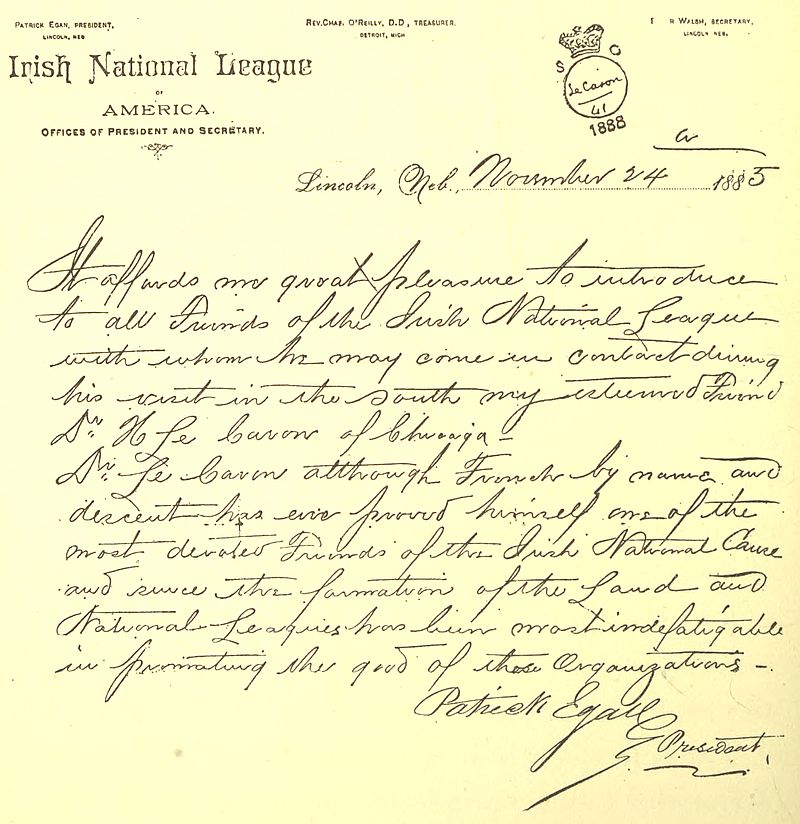 PATRICK EGAN, PRESIDENT,
LINCOLN, NEB
REV. CHAS. O'REILLY, D.D, TREASURER.
DETROIT, MICH
R WALSH, SECRETARY,
LINCOLN NEB.
Irish National League
OF
AMERICA.
OFFICES OF PRESIDENT AND SECRETARY.
S C
Le Caron
41
1888
a
Lincoln, Neb., November 24 1885
It affords me great pleasure to introduce
to all Friends of the Irish National League
with whom he may come in contact during
his visit in the south my esteemed Friend
Dr. H Le Caron of Chicago -
Dr. Le Caron although French by name and
descent has ever proved himself one of the
most devoted Friends of the Irish National Cause
and since the formation of the Land and
National Leagues has been most indefatigable
in promoting the good of those Organizations -.
Patrick Egan
President,